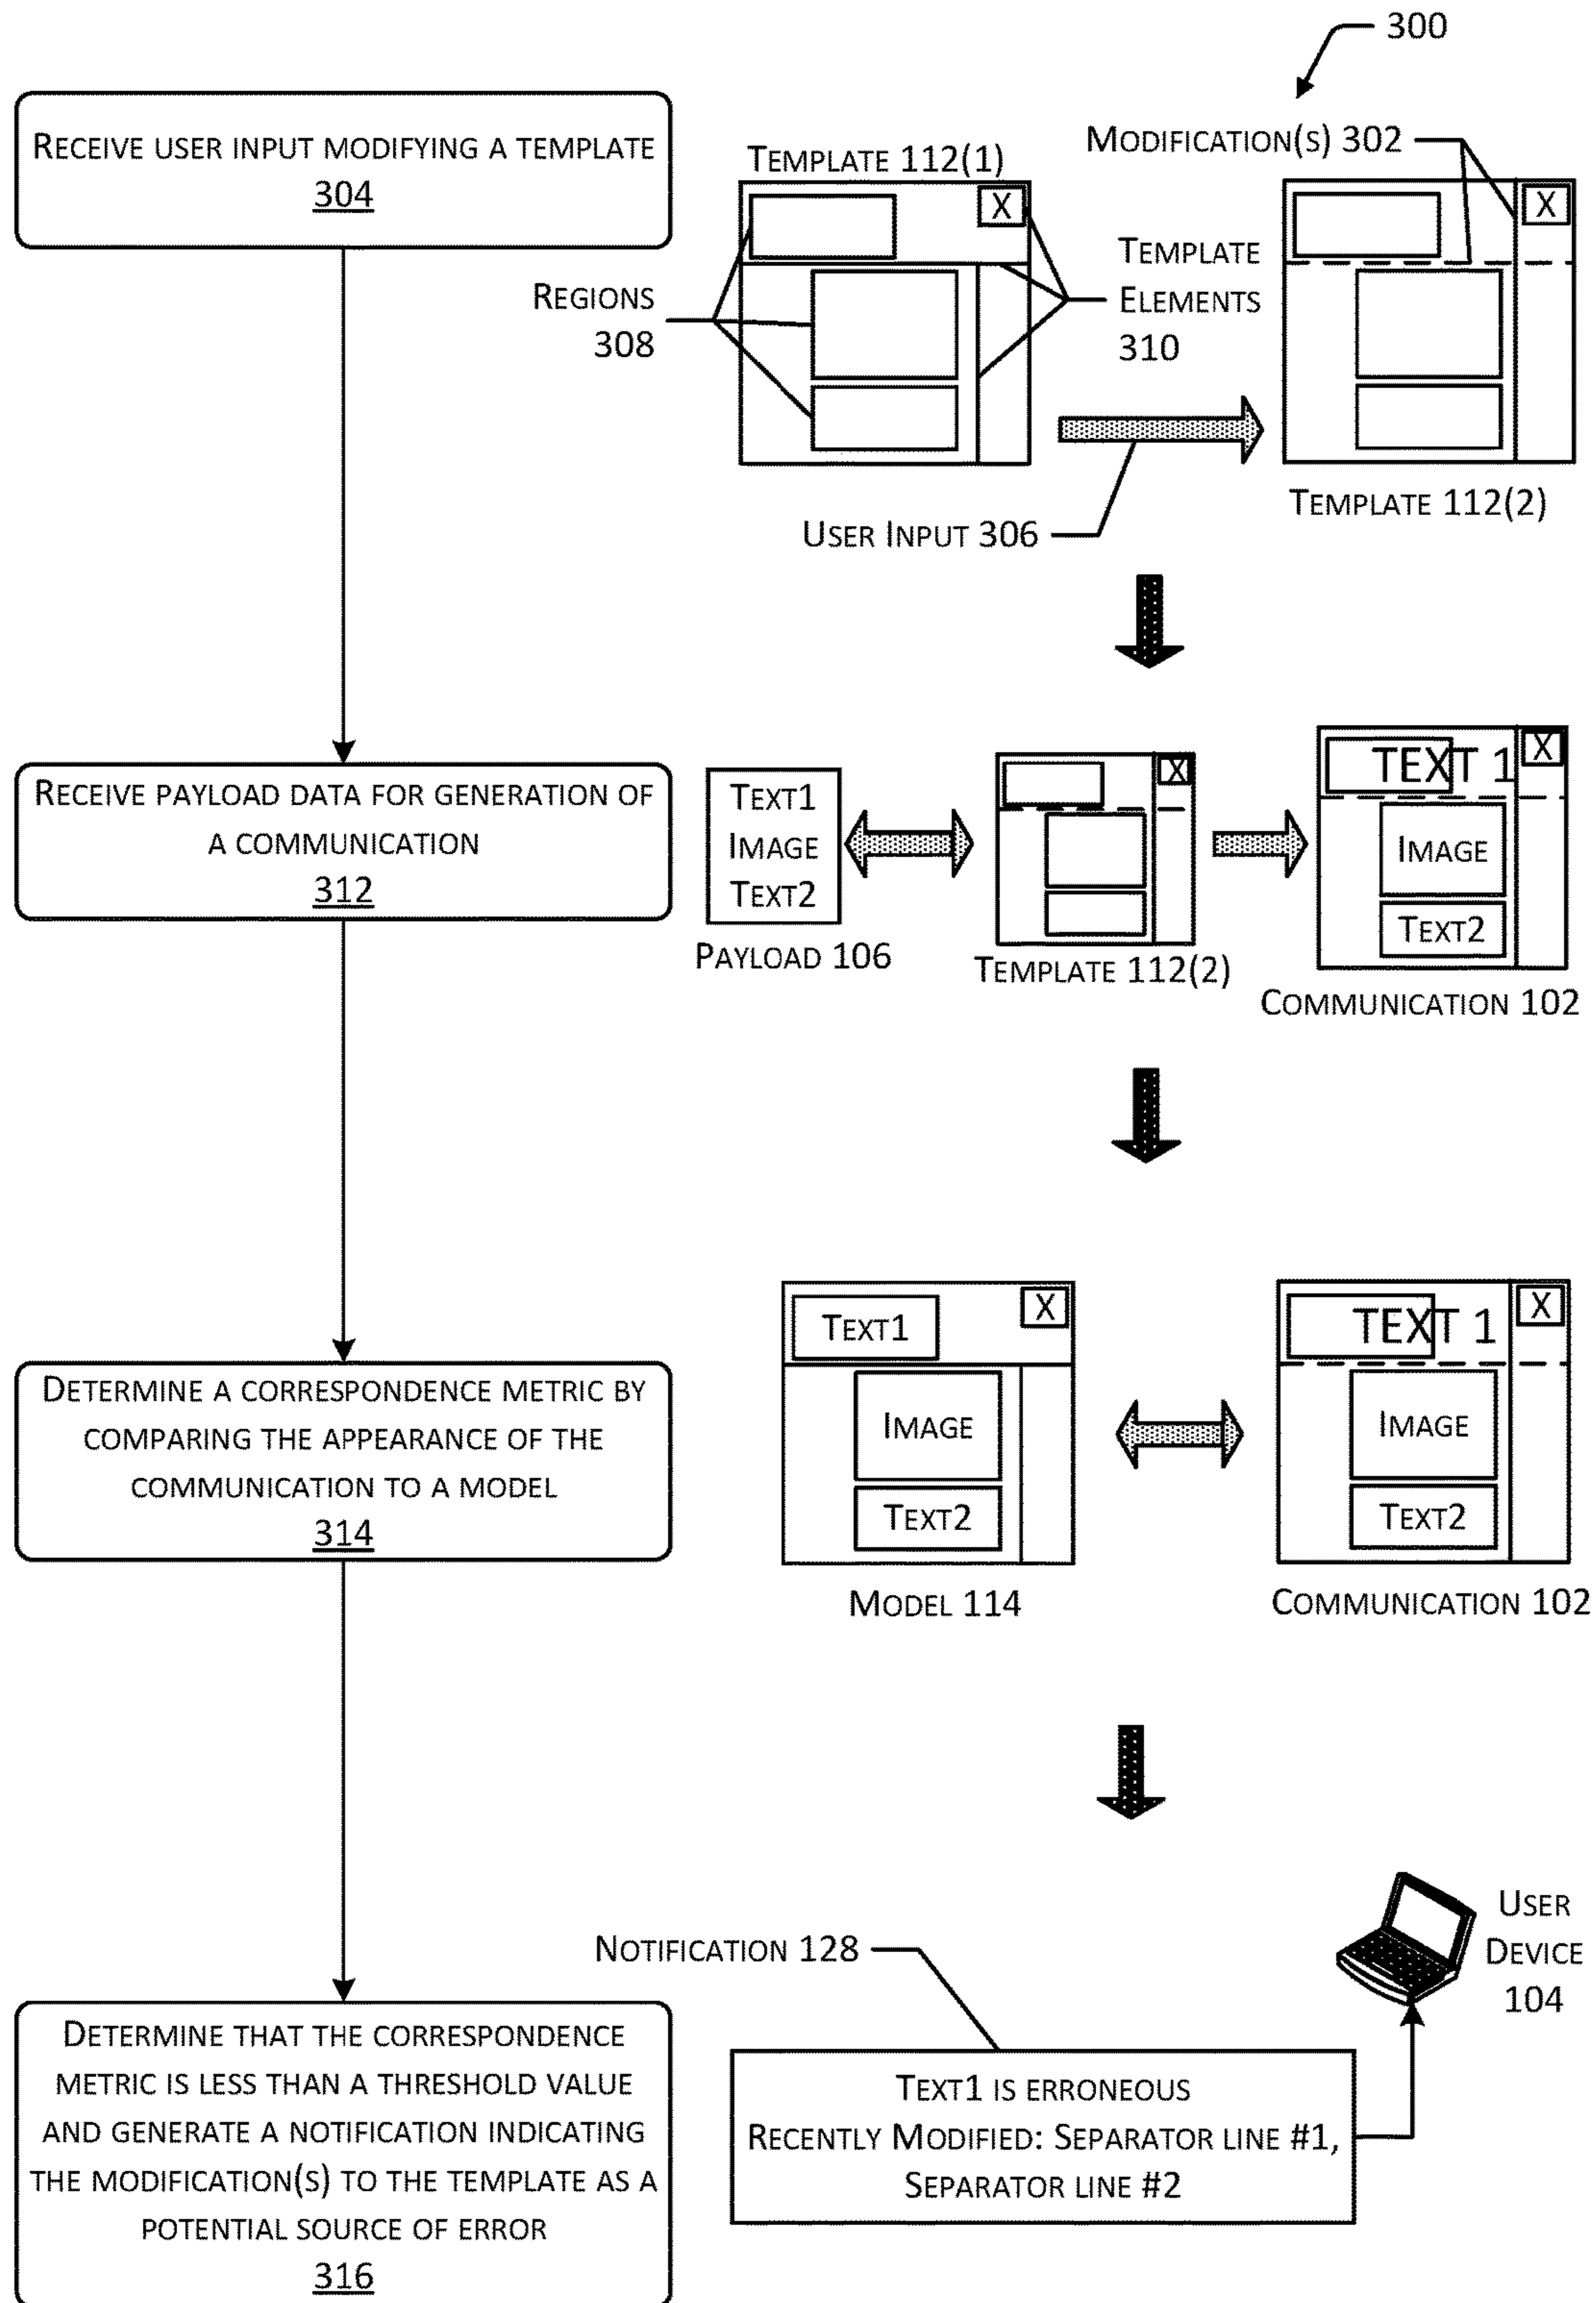 300
RECEIVE USER INPUT MODIFYING A TEMPLATE
304
TEMPLATE 112(1)
X
MODIFICATION(S) 302
X
REGIONS
308
TEMPLATE
ELEMENTS
310
TEMPLATE 112(2)
USER INPUT 306
RECEIVE PAYLOAD DATA FOR GENERATION OF
A COMMUNICATION
312
TEXT1
IMAGE
TEXT2
PAYLOAD 106
X
TEMPLATE 112(2)
TEXT 1
X
IMAGE
TEXT2
COMMUNICATION 102
DETERMINE A CORRESPONDENCE METRIC BY
COMPARING THE APPEARANCE OF THE
COMMUNICATION TO A MODEL
314
TEXT1
X
IMAGE
TEXT2
MODEL 114
TEXT 1
X
IMAGE
TEXT2
COMMUNICATION 102
DETERMINE THAT THE CORRESPONDENCE
METRIC IS LESS THAN A THRESHOLD VALUE
AND GENERATE A NOTIFICATION INDICATING
THE MODIFICATION(S) TO THE TEMPLATE AS A
POTENTIAL SOURCE OF ERROR
316
NOTIFICATION 128
USER
DEVICE
104
TEXT1 IS ERRONEOUS
RECENTLY MODIFIED: SEPARATOR LINE #1,
SEPARATOR LINE #2